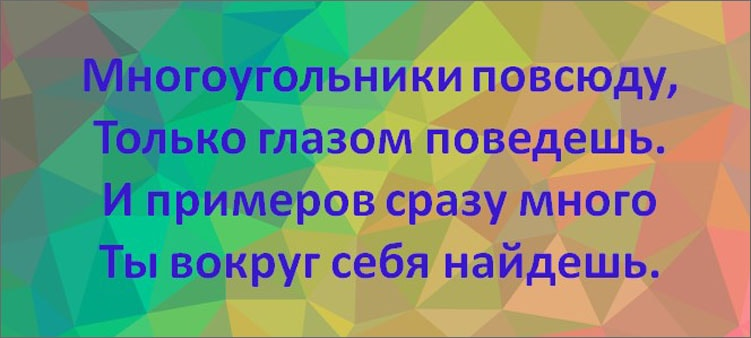 Многоугольники повсюду,
Только глазом поведешь.
И примеров сразу много
Ты вокруг себя найдешь.